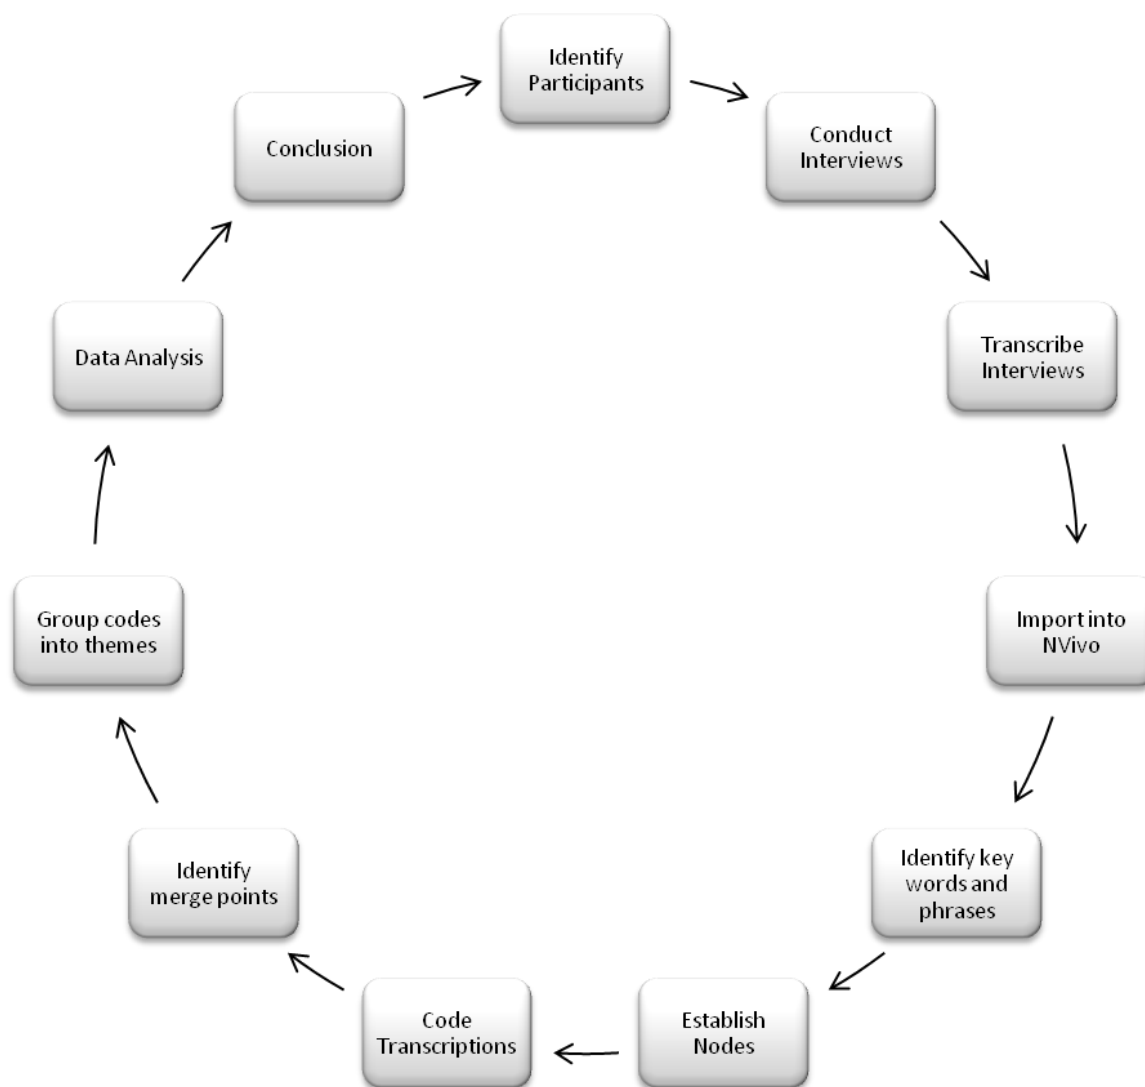 Identify
Participants
Conduct
Interviews
Transcribe
Interviews
Import into
NVivo
Identify key
words and
phrases
Establish
Nodes
Code
Transcriptions
Identify
merge points
Group codes
into themes
Data Analysis
Conclusion